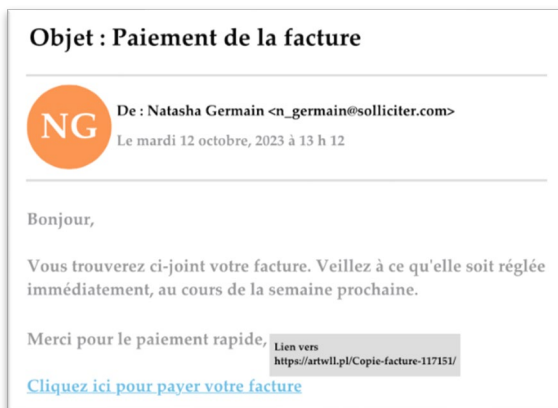 Objet : Paiement de la facture
NG
De : Natasha Germain <n_germain@solliciter.com>
Le mardi 12 octobre, 2023 à 13 h 12
Bonjour,
Vous trouverez ci-joint votre facture. Veillez à ce qu'elle soit réglée
immédiatement, au cours de la semaine prochaine.
Merci pour le paiement rapide,
Lien vers
https://artwll.pl/Copie-facture-117151/
Cliquez ici pour payer votre facture